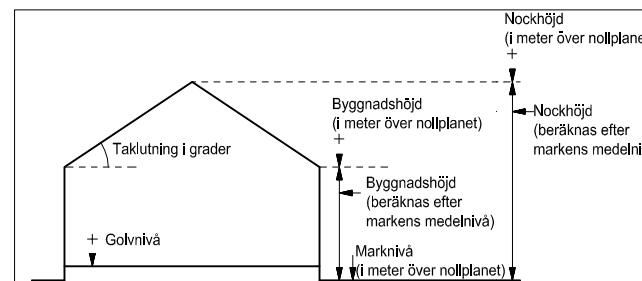 Nockhöjd
(i meter över nollplane
+
Nockhöjd
(beräknas efter
markens medelni
Byggnadshöjd
(i meter över nollplanet)
+
Taklutning i grader
Byggnadshöjd
(beräknas efter
markens medelnivå)
+ Golvnivå
Marknivå
(i meter över nollplanet)